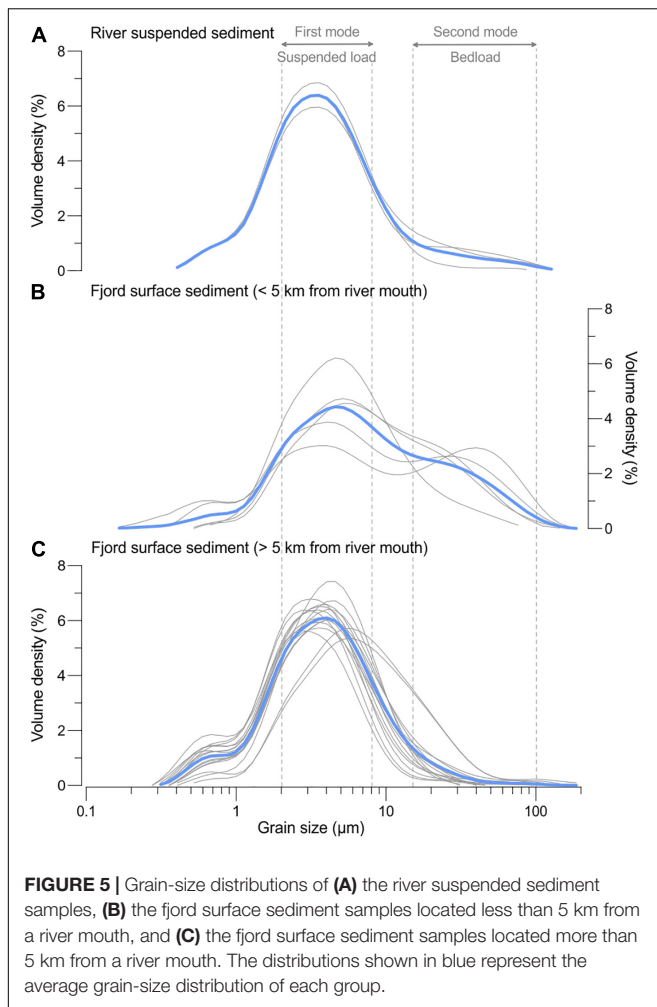 A River suspended sediment First mode Second mode
Suspended load Bedload
8
6
4
2
0
Volume density (%)
B Fjord surface sediment (< 5 km from river mouth)
8
6
4
2
0
Volume density (%)
C Fjord surface sediment (> 5 km from river mouth)
8
6
4
2
0
Volume density (%)
0.1 1 10 100
Grain size (µm)
FIGURE 5 | Grain-size distributions of (A) the river suspended sediment
samples, (B) the fjord surface sediment samples located less than 5 km from
a river mouth, and (C) the fjord surface sediment samples located more than
5 km from a river mouth. The distributions shown in blue represent the
average grain-size distribution of each group.